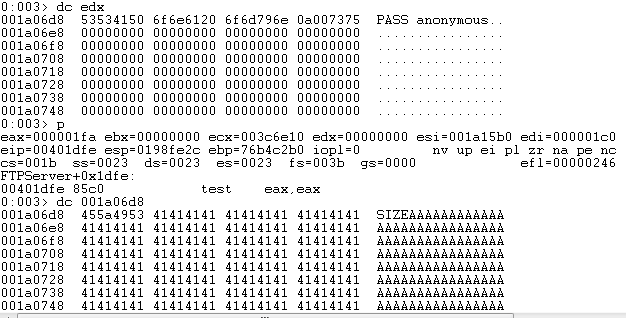 0:003> dc edx
001a06d8  53534150 6f6e6120 6f6d796e 0a007375  PASS anonymous..
001a06e8  00000000 00000000 00000000 00000000  ................
001a06f8  00000000 00000000 00000000 00000000  ................
001a0708  00000000 00000000 00000000 00000000  ................
001a0718  00000000 00000000 00000000 00000000  ................
001a0728  00000000 00000000 00000000 00000000  ................
001a0738  00000000 00000000 00000000 00000000  ................
001a0748  00000000 00000000 00000000 00000000  ................
0:003> p
eax=000001fa ebx=00000000 ecx=003c6e10 edx=00000000 esi=001a15b0 edi=000001c0
eip=00401dfe esp=0198fe2c ebp=76b4c2b0 iopl=0         nv up ei pl zr na pe nc
cs=001b  ss=0023  ds=0023  es=0023  fs=003b  gs=0000             efl=00000246
FTPServer+0x1dfe:
00401dfe 85c0            test    eax,eax
0:003> dc 001a06d8
001a06d8  455a4953 41414141 41414141 41414141  SIZEAAAAAAAAAAAA
001a06e8  41414141 41414141 41414141 41414141  AAAAAAAAAAAAAAAA
001a06f8  41414141 41414141 41414141 41414141  AAAAAAAAAAAAAAAA
001a0708  41414141 41414141 41414141 41414141  AAAAAAAAAAAAAAAA
001a0718  41414141 41414141 41414141 41414141  AAAAAAAAAAAAAAAA
001a0728  41414141 41414141 41414141 41414141  AAAAAAAAAAAAAAAA
001a0738  41414141 41414141 41414141 41414141  AAAAAAAAAAAAAAAA
001a0748  41414141 41414141 41414141 41414141  AAAAAAAAAAAAAAAA